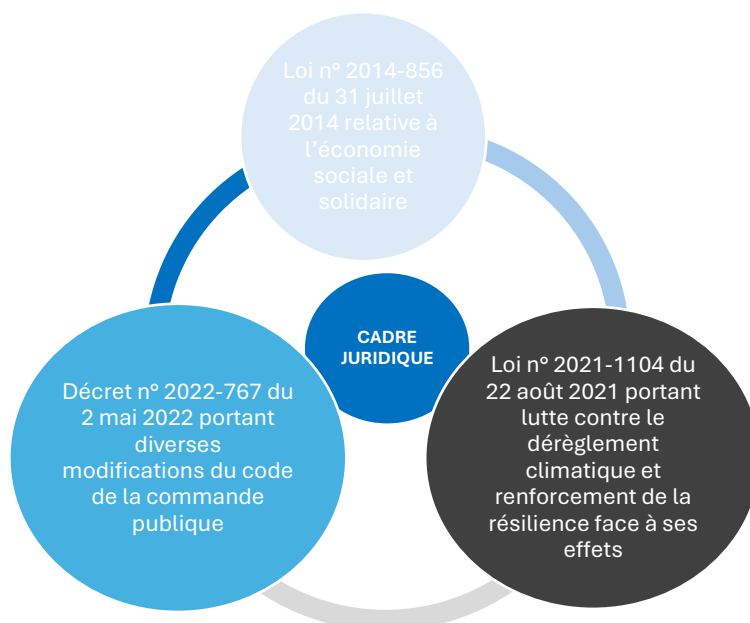 Loi n° 2014-856
du 31 juillet
2014 relative à
l'économie
sociale et
solidaire
CADRE
JURIDIQUE
Décret n° 2022-767 du
2 mai 2022 portant
diverses
modifications du code
de la commande
publique
Loi n° 2021-1104 du
22 août 2021 portant
lutte contre le
dérèglement
climatique et
renforcement de la
résilience face à ses
effets